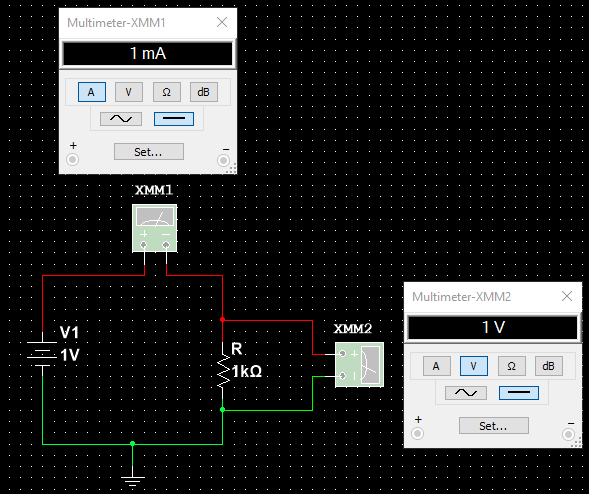 Multimeter-XMM1
1 mA
A V Ω dB
+ −
Set...
XMM1
+ −
Multimeter-XMM2
1 V
A V Ω dB
+ −
Set...
V1
1V
R
1kΩ
XMM2
+
−